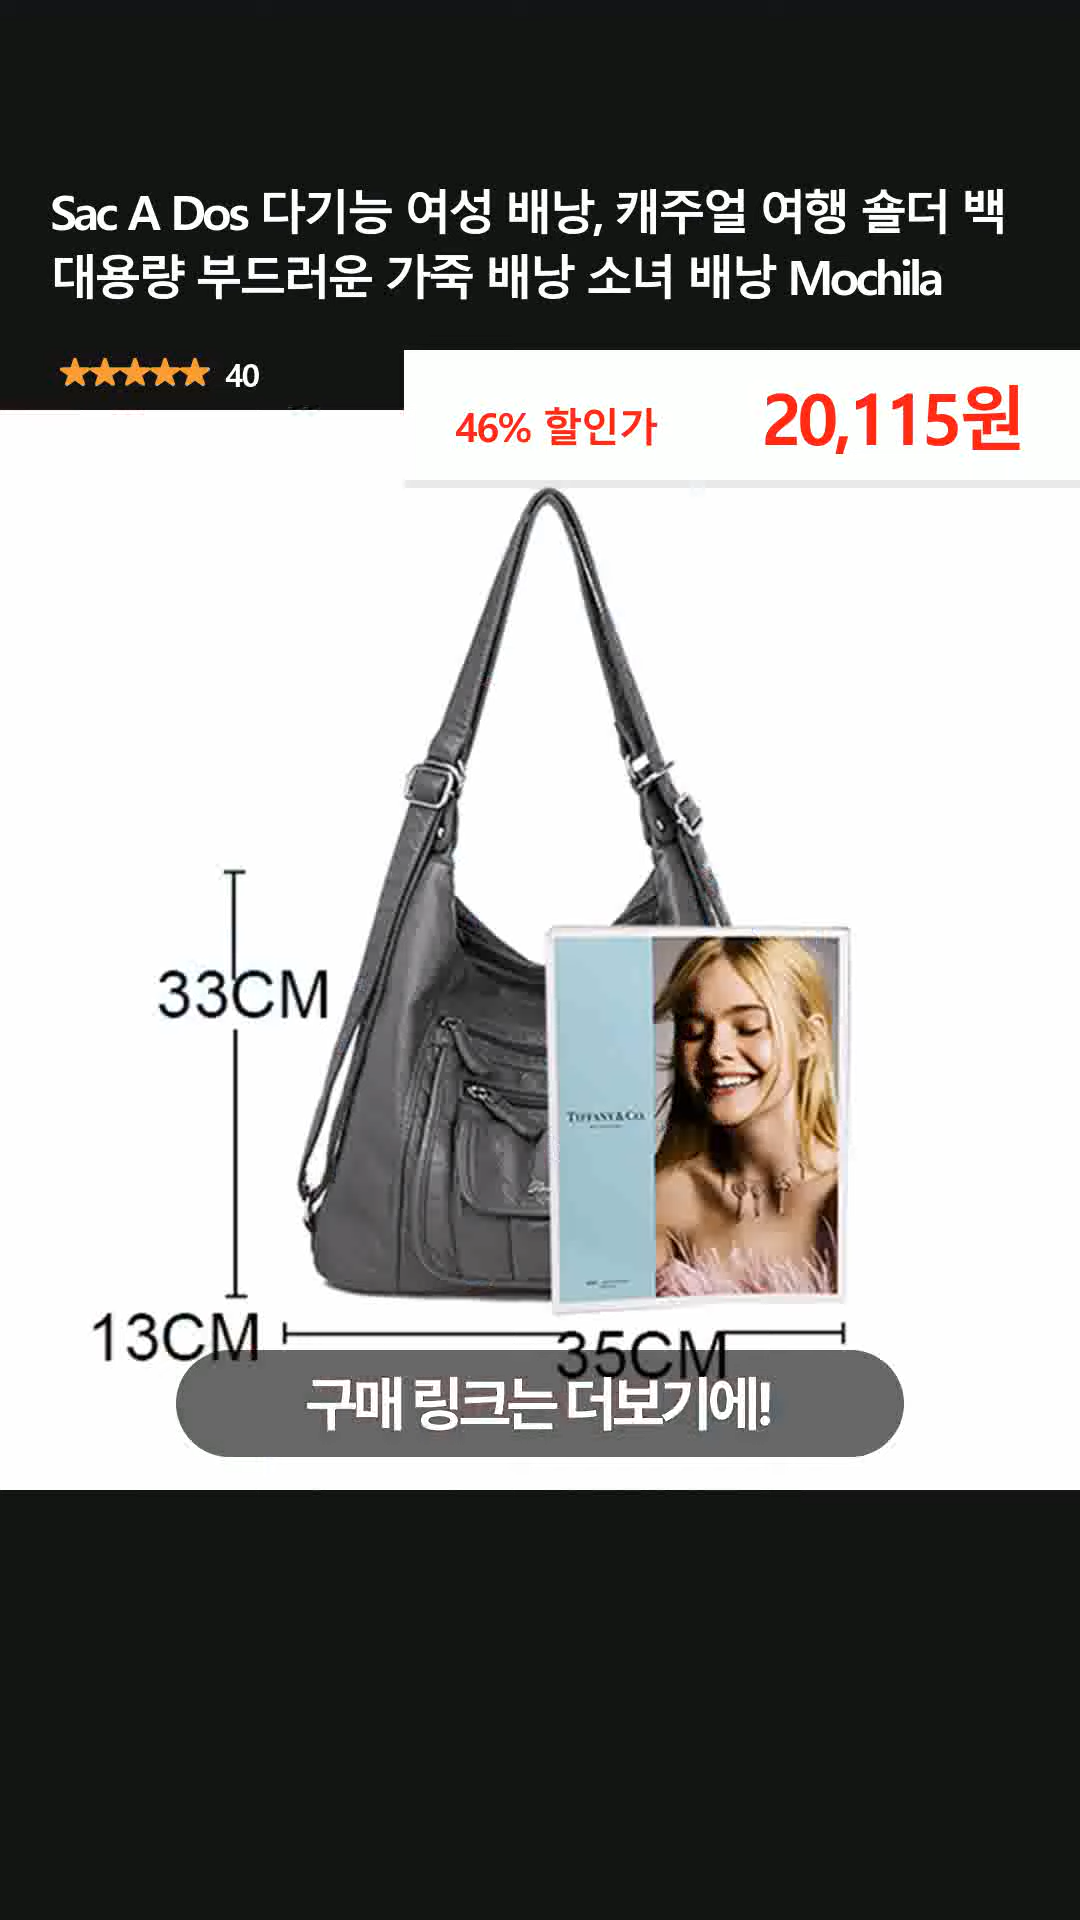 Sac A Dos 다기능 여성 배낭, 캐주얼 여행 숄더 백
대용량 부드러운 가죽 배낭 소녀 배낭 Mochila
40
46% 할인가
20,115원
33CM
TIFFANY & CO.
13CM
35CM
구매 링크는 더보기에!